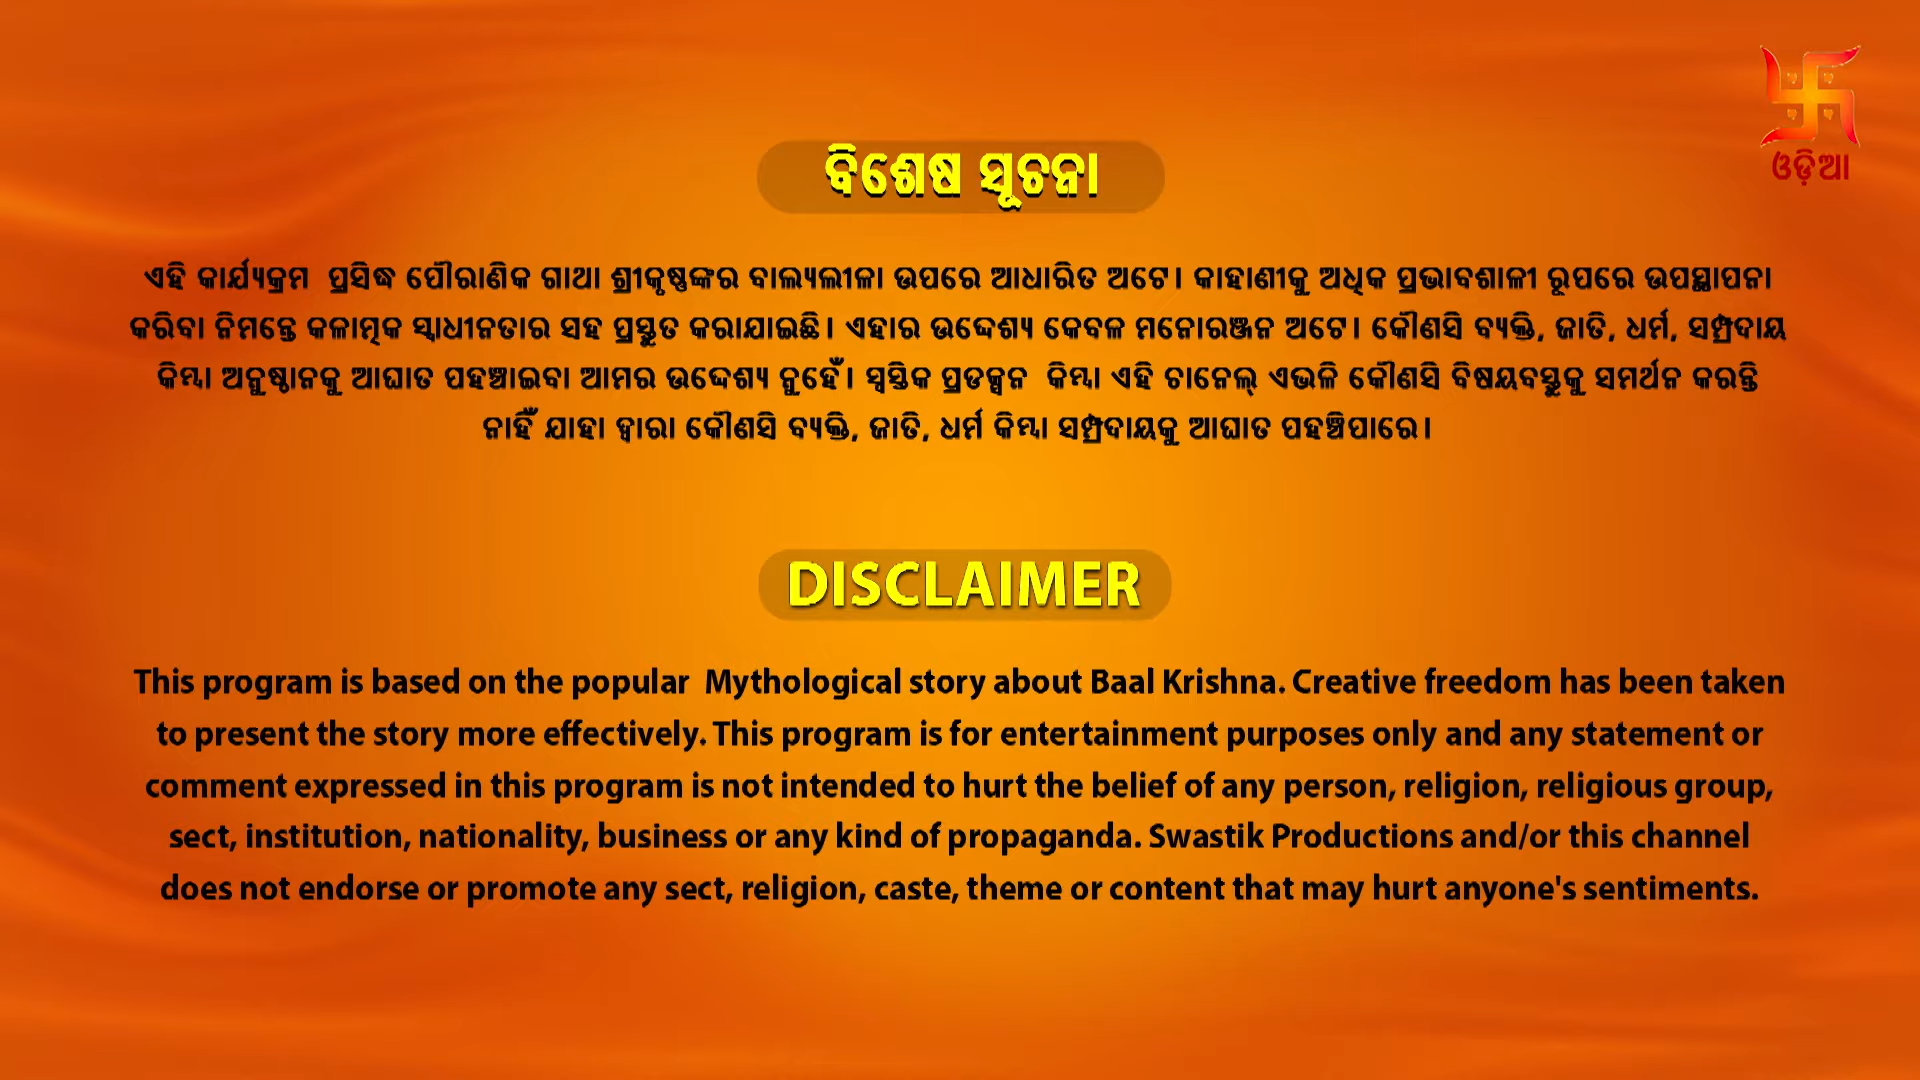 ଓଡ଼ିଆ
ବିଶେଷ ସୂଚନା
ଏହି କାର୍ଯ୍ୟକ୍ରମ ପ୍ରସିଦ୍ଧ ପୌରାଣିକ ଗାଥା ଶ୍ରୀକୃଷ୍ଣଙ୍କର ବାଲ୍ୟଲୀଳା ଉପରେ ଆଧାରିତ ଅଟେ। କାହାଣୀକୁ ଅଧିକ ପ୍ରଭାବଶାଳୀ ରୂପରେ ଉପସ୍ଥାପନା
କରିବା ନିମନ୍ତେ କଳାତ୍ମକ ସ୍ୱାଧୀନତାର ସହ ପ୍ରସ୍ତୁତ କରାଯାଇଛି। ଏହାର ଉଦ୍ଦେଶ୍ୟ କେବଳ ମନୋରଞ୍ଜନ ଅଟେ। କୌଣସି ବ୍ୟକ୍ତି, ଜାତି, ଧର୍ମ, ସମ୍ପ୍ରଦାୟ
କିମ୍ବା ଅନୁଷ୍ଠାନକୁ ଆଘାତ ପହଞ୍ଚାଇବା ଆମର ଉଦ୍ଦେଶ୍ୟ ନୁହେଁ। ସ୍ୱସ୍ତିକ ପ୍ରଡକ୍ସନ କିମ୍ବା ଏହି ଚାନେଲ୍ ଏଭଳି କୌଣସି ବିଷୟବସ୍ତୁକୁ ସମର୍ଥନ କରନ୍ତି
ନାହିଁ ଯାହା ଦ୍ୱାରା କୌଣସି ବ୍ୟକ୍ତି, ଜାତି, ଧର୍ମ କିମ୍ବା ସମ୍ପ୍ରଦାୟକୁ ଆଘାତ ପହଞ୍ଚିପାରେ।
DISCLAIMER
This program is based on the popular Mythological story about Baal Krishna. Creative freedom has been taken
to present the story more effectively. This program is for entertainment purposes only and any statement or
comment expressed in this program is not intended to hurt the belief of any person, religion, religious group,
sect, institution, nationality, business or any kind of propaganda. Swastik Productions and/or this channel
does not endorse or promote any sect, religion, caste, theme or content that may hurt anyone's sentiments.